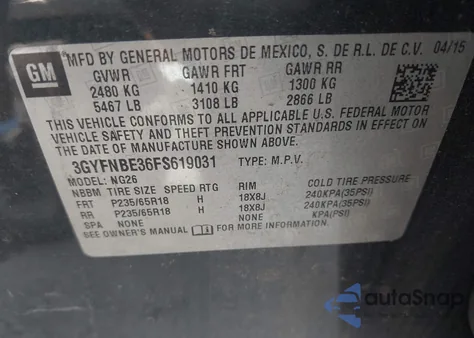 GM
MFD BY GENERAL MOTORS DE MEXICO, S. DE R.L. DE C.V. 04/15
GVWR GAWR FRT GAWR RR
2480 KG 1410 KG 1300 KG
5467 LB 3108 LB 2866 LB
THIS VEHICLE CONFORMS TO ALL APPLICABLE U.S. FEDERAL MOTOR
VEHICLE SAFETY, BUMPER, AND THEFT PREVENTION STANDARDS IN EFFECT ON
THE DATE OF MANUFACTURE SHOWN ABOVE.
3GYFNBE36FS619031 TYPE: M.P.V.
MODEL: NG26
NBBM TIRE SIZE SPEED RTG RIM COLD TIRE PRESSURE
FRT P235/65R18 H 18X8J 240KPA(35PSI)
RR P235/65R18 H 18X8J 240KPA(35PSI)
SPA NONE NONE KPA(PSI)
SEE OWNER'S MANUAL FOR MORE INFORMATION.
autoSnap